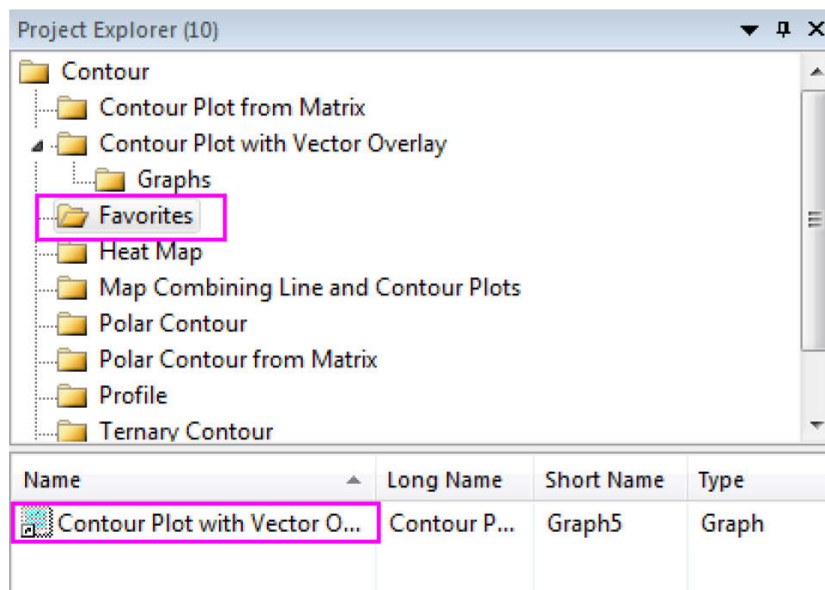 Project Explorer (10)
Contour
Contour Plot from Matrix
Contour Plot with Vector Overlay
Graphs
Favorites
Heat Map
Map Combining Line and Contour Plots
Polar Contour
Polar Contour from Matrix
Profile
Ternary Contour
Name Long Name Short Name Type
Contour Plot with Vector O... Contour P... Graph5 Graph